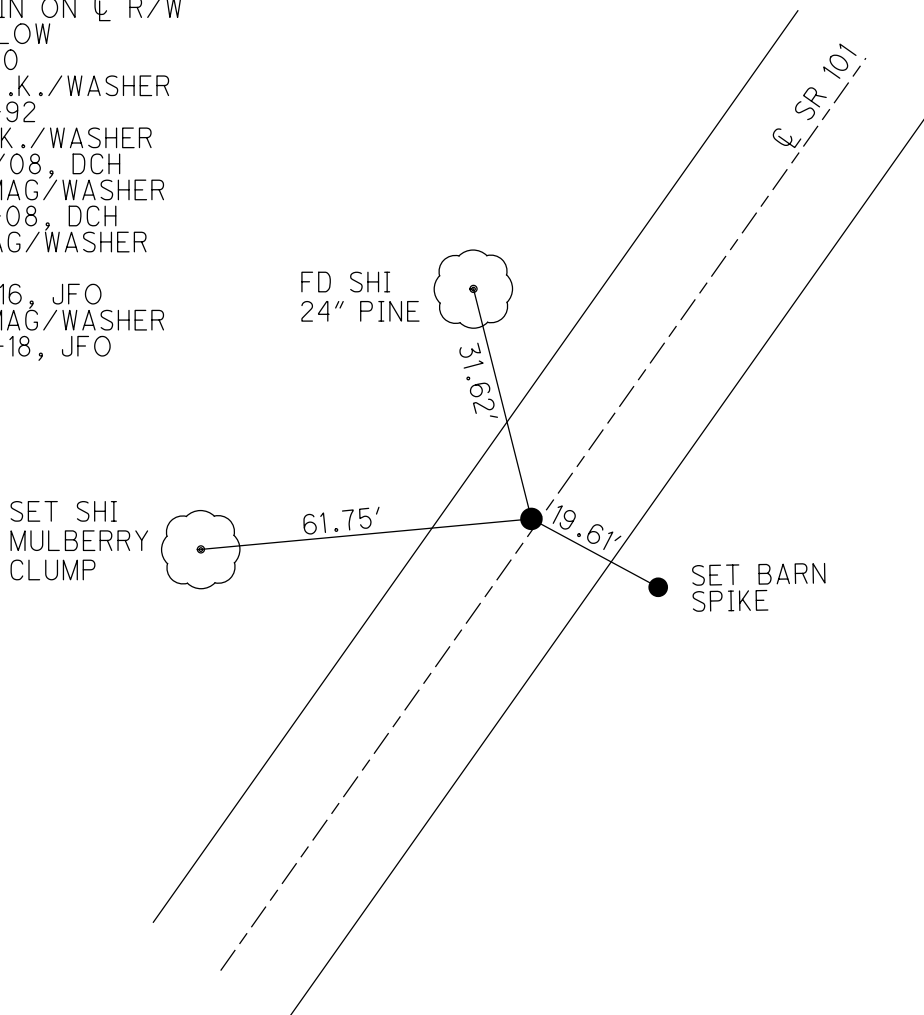 IN ON ℄ R/W
LOW
O
.K./WASHER
-92
K./WASHER
/08, DCH
MAG/WASHER
-08, DCH
AG/WASHER
16, JFO
MAG/WASHER
-18, JFO
℄ SR 101
FD SHI
24" PINE
31.62'
SET SHI
MULBERRY
CLUMP
61.75'
19.61'
SET BARN
SPIKE